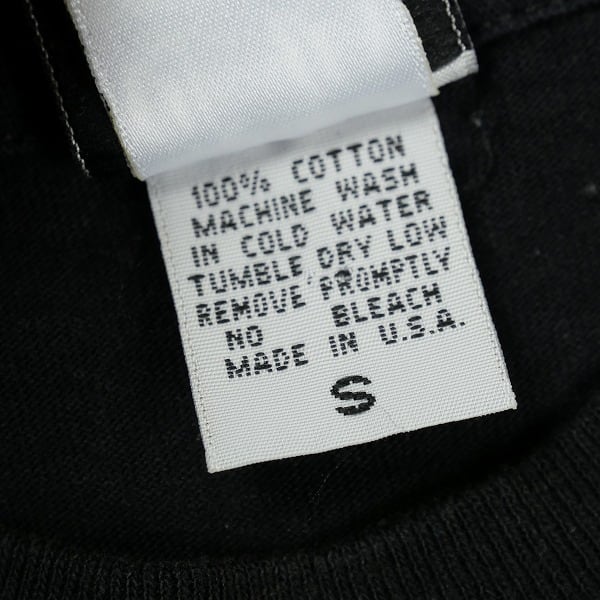 100% COTTON
MACHINE WASH
IN COLD WATER
TUMBLE DRY LOW
REMOVE PROMPTLY
NO BLEACH
MADE IN U.S.A.
S